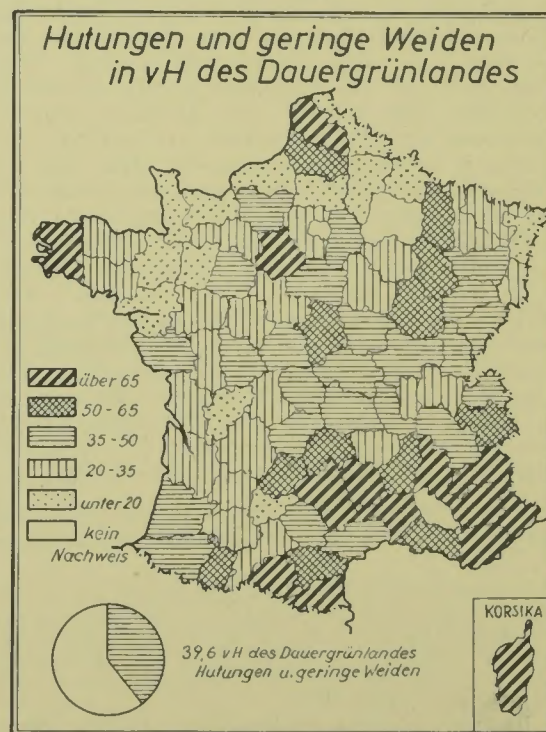 Hutungen und geringe Weiden
in vH des Dauergrünlandes
über 65
50 - 65
35 - 50
20 - 35
unter 20
kein
Nachweis
39,6 vH des Dauergrünlandes
Hutungen u. geringe Weiden
KORSIKA